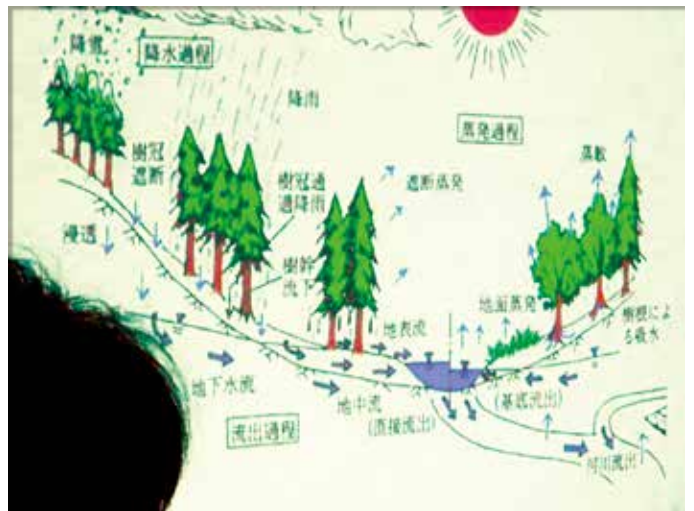 降雪
降水過程
降雨
蒸発過程
樹冠
遮断
樹冠通
過降雨
遮断蒸発
蒸散
浸透
樹幹
流下
地表流
地面蒸発
樹根によ
る吸水
地下水流
地中流
(直接流出)
(基底流出)
流出過程
河川流出